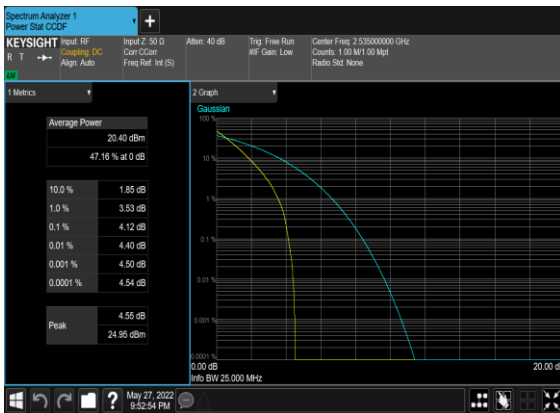 Spectrum Analyzer 1
Power Stat CCDF
KEYSIGHT
R T
LV
Input: RF
Coupling: DC
Align: Auto
Input Z: 50 Ω
Corr CCorr
Freq Ref: Int (S)
Atten: 40 dB
Trig: Free Run
#IF Gain: Low
Center Freq: 2.535000000 GHz
Counts: 1.00 M/1.00 Mpt
Radio Std: None
1 Metrics
Average Power
20.40 dBm
47.16 % at 0 dB
10.0 % 1.85 dB
1.0 % 3.53 dB
0.1 % 4.12 dB
0.01 % 4.40 dB
0.001 % 4.50 dB
0.0001 % 4.54 dB
Peak
4.55 dB
24.95 dBm
2 Graph
Gaussian
100 %
10 %
1 %
0.1 %
0.01 %
0.001 %
0.0001 %
0.00 dB
20.00 d
Info BW 25.000 MHz
?
May 27, 2022
9:52:54 PM